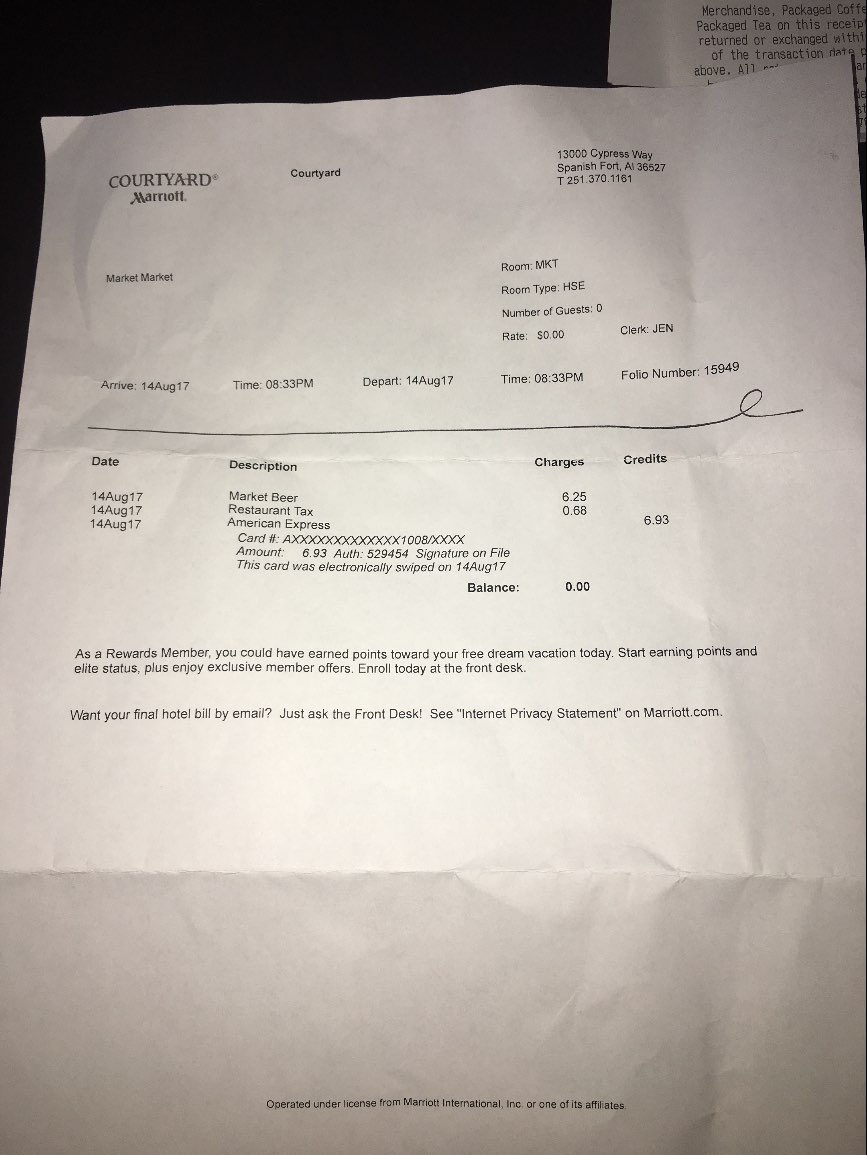 Merchandise, Packaged Coffe
Packaged Tea on this receip
returned or exchanged withi
of the transaction date
above. All
COURTYARD®
Marriott.
Courtyard
13000 Cypress Way
Spanish Fort, Al 36527
T 251.370.1161
Market Market
Room: MKT
Room Type: HSE
Number of Guests: 0
Rate: $0.00 Clerk: JEN
Arrive: 14Aug17 Time: 08:33PM Depart: 14Aug17 Time: 08:33PM Folio Number: 15949
Date Description Charges Credits
14Aug17 Market Beer 6.25
14Aug17 Restaurant Tax 0.68
14Aug17 American Express 6.93
Card #: AXXXXXXXXXXXXX1008/XXXX
Amount: 6.93 Auth: 529454 Signature on File
This card was electronically swiped on 14Aug17
Balance: 0.00
As a Rewards Member, you could have earned points toward your free dream vacation today. Start earning points and
elite status, plus enjoy exclusive member offers. Enroll today at the front desk.
Want your final hotel bill by email? Just ask the Front Desk! See "Internet Privacy Statement" on Marriott.com.
Operated under license from Marriott International, Inc. or one of its affiliates.